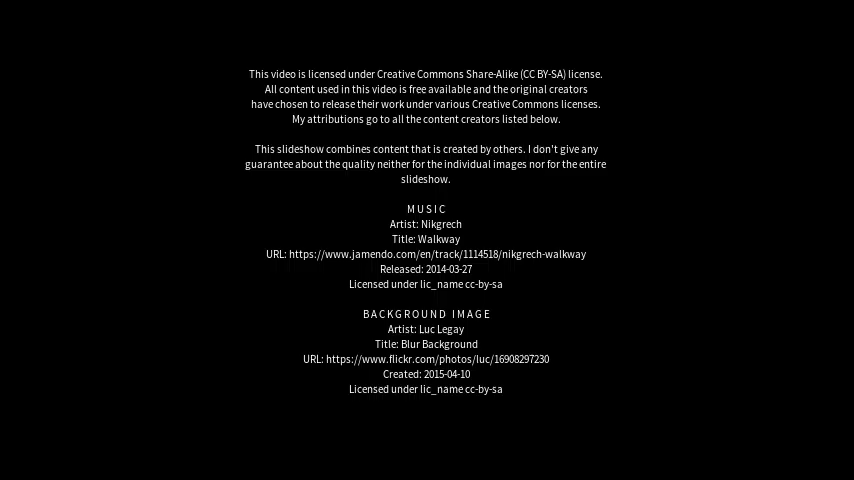 This video is licensed under Creative Commons Share-Alike (CC BY-SA) license.
All content used in this video is free available and the original creators
have chosen to release their work under various Creative Commons licenses.
My attributions go to all the content creators listed below.
This slideshow combines content that is created by others. I don't give any
guarantee about the quality neither for the individual images nor for the entire
slideshow.
M U S I C
Artist: Nikgrech
Title: Walkway
URL: https://www.jamendo.com/en/track/1114518/nikgrech-walkway
Released: 2014-03-27
Licensed under lic_name cc-by-sa
B A C K G R O U N D   I M A G E
Artist: Luc Legay
Title: Blur Background
URL: https://www.flickr.com/photos/luc/16908297230
Created: 2015-04-10
Licensed under lic_name cc-by-sa